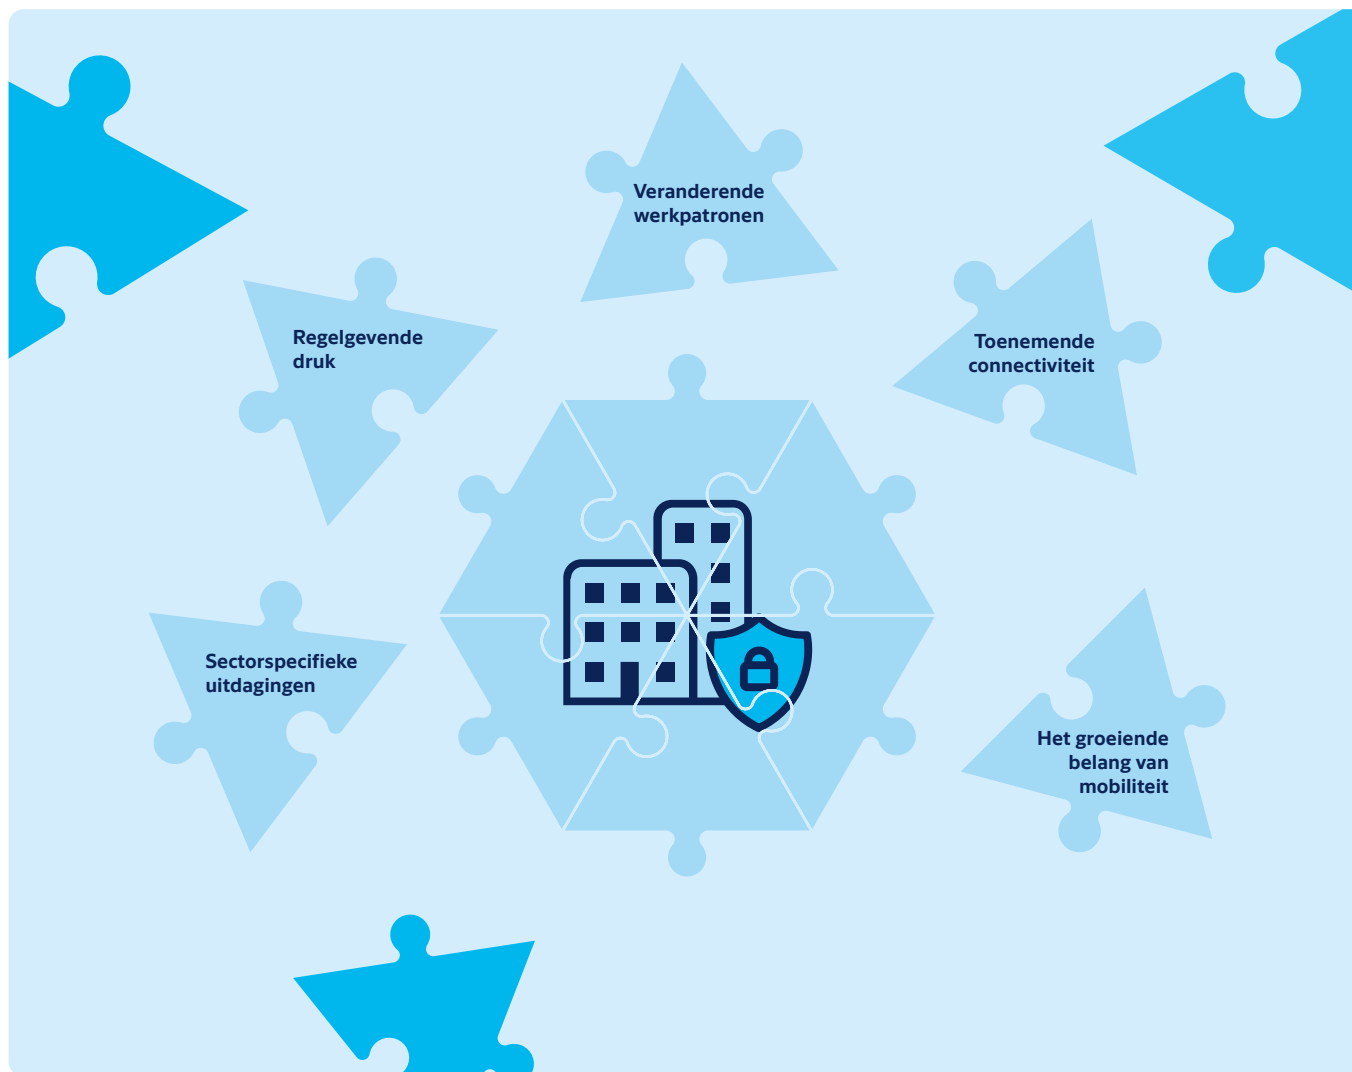 Veranderende
werkpatronen
Regelgevende
druk
Toenemende
connectiviteit
Sectorspecifieke
uitdagingen
Het groeiende
belang van
mobiliteit